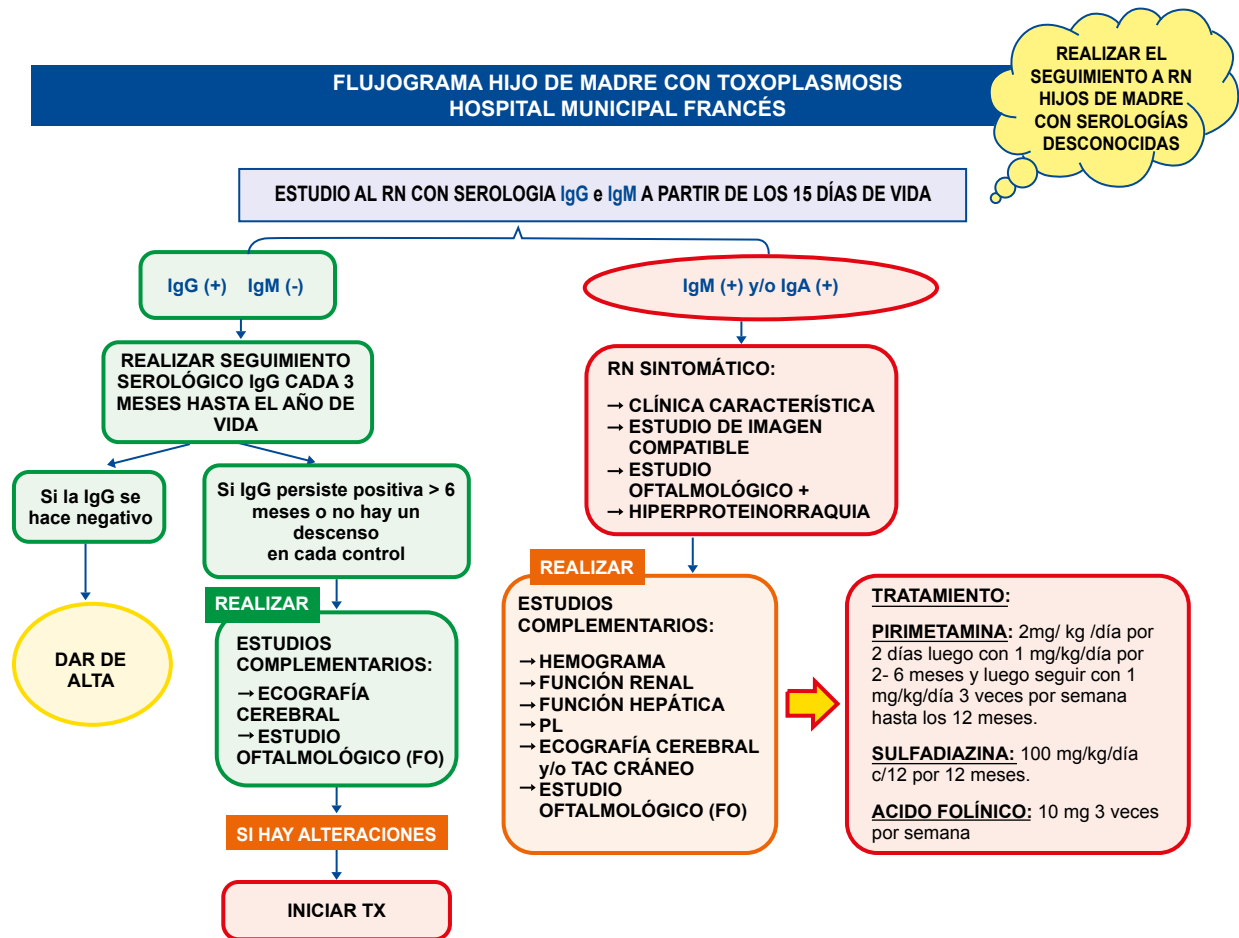 FLUJOGRAMA HIJO DE MADRE CON TOXOPLASMOSIS
HOSPITAL MUNICIPAL FRANCÉS
REALIZAR EL
SEGUIMIENTO A RN
HIJOS DE MADRE
CON SEROLOGÍAS
DESCONOCIDAS
ESTUDIO AL RN CON SEROLOGIA IgG e IgM A PARTIR DE LOS 15 DÍAS DE VIDA
IgG (+) IgM (-)
REALIZAR SEGUIMIENTO
SEROLÓGICO IgG CADA 3
MESES HASTA EL AÑO DE
VIDA
Si la IgG se
hace negativo
DAR DE
ALTA
Si IgG persiste positiva > 6
meses o no hay un
descenso
en cada control
REALIZAR
ESTUDIOS
COMPLEMENTARIOS:
→ ECOGRAFÍA
CEREBRAL
→ ESTUDIO
OFTALMOLÓGICO (FO)
SI HAY ALTERACIONES
INICIAR TX
IgM (+) y/o IgA (+)
RN SINTOMÁTICO:
→ CLÍNICA CARACTERÍSTICA
→ ESTUDIO DE IMAGEN
COMPATIBLE
→ ESTUDIO
OFTALMOLÓGICO +
→ HIPERPROTEINORRAQUIA
REALIZAR
ESTUDIOS
COMPLEMENTARIOS:
→ HEMOGRAMA
→ FUNCIÓN RENAL
→ FUNCIÓN HEPÁTICA
→ PL
→ ECOGRAFÍA CEREBRAL
y/o TAC CRÁNEO
→ ESTUDIO
OFTALMOLÓGICO (FO)
TRATAMIENTO:
PIRIMETAMINA: 2mg/ kg /día por
2 días luego con 1 mg/kg/día por
2- 6 meses y luego seguir con 1
mg/kg/día 3 veces por semana
hasta los 12 meses.
SULFADIAZINA: 100 mg/kg/día
c/12 por 12 meses.
ACIDO FOLÍNICO: 10 mg 3 veces
por semana